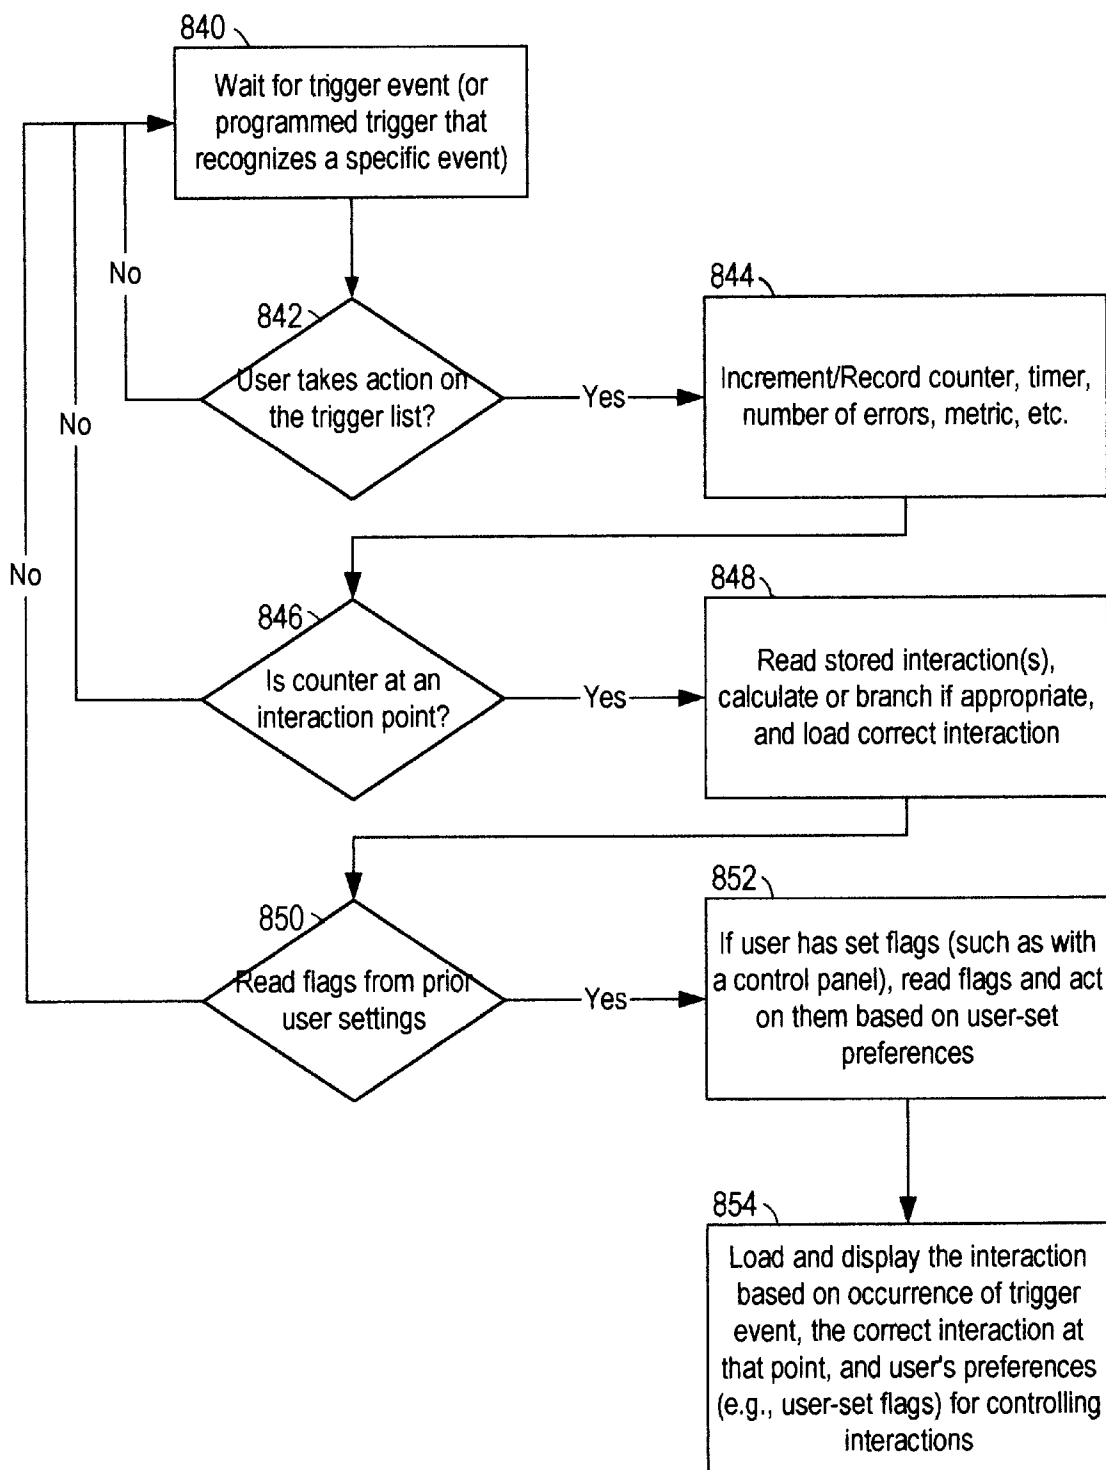 840
Wait for trigger event (or
programmed trigger that
recognizes a specific event)
No
842
User takes action on
the trigger list?
Yes
844
Increment/Record counter, timer,
number of errors, metric, etc.
No
846
Is counter at an
interaction point?
Yes
848
Read stored interaction(s),
calculate or branch if appropriate,
and load correct interaction
No
850
Read flags from prior
user settings
Yes
852
If user has set flags (such as with
a control panel), read flags and act
on them based on user-set
preferences
854
Load and display the interaction
based on occurrence of trigger
event, the correct interaction at
that point, and user's preferences
(e.g., user-set flags) for controlling
interactions